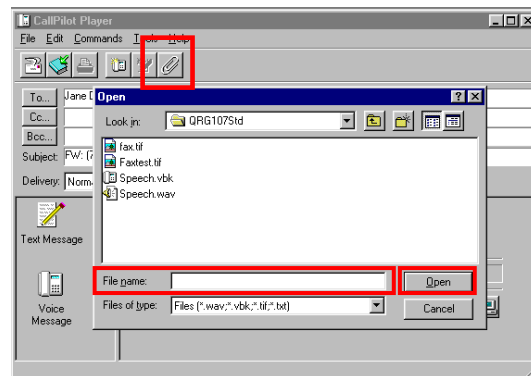 CallPilot Player
File Edit Commands Tools Help
To... Jane
Open
Cc...
Look in: QRG107Std
Bcc...
fax.tif
Subject: FW:
Faxtest.tif
Speech.vbk
Delivery: Norm
Speech.wav
Text Message
File name: Open
Voice
Message
Files of type: Files (*.wav;*.vbk;*.tif;*.txt) Cancel